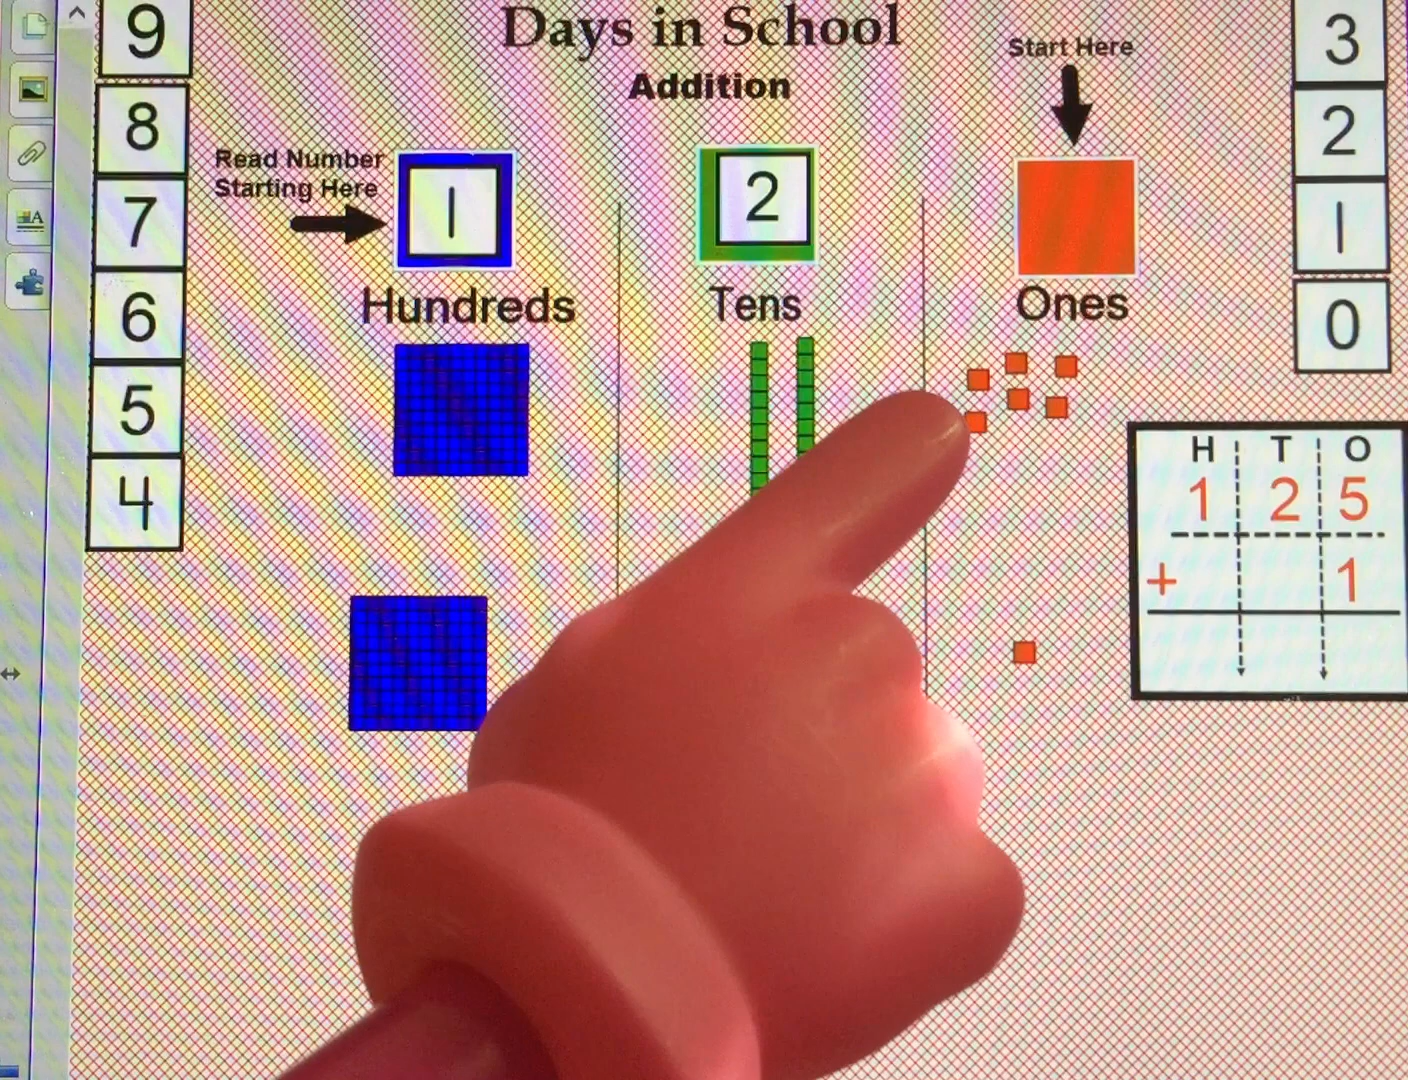 Days in School
Addition
Start Here
Read Number
Starting Here
1
2
Hundreds
Tens
Ones
9
8
7
6
5
4
3
2
1
0
H T O
1 2 5
+ 1